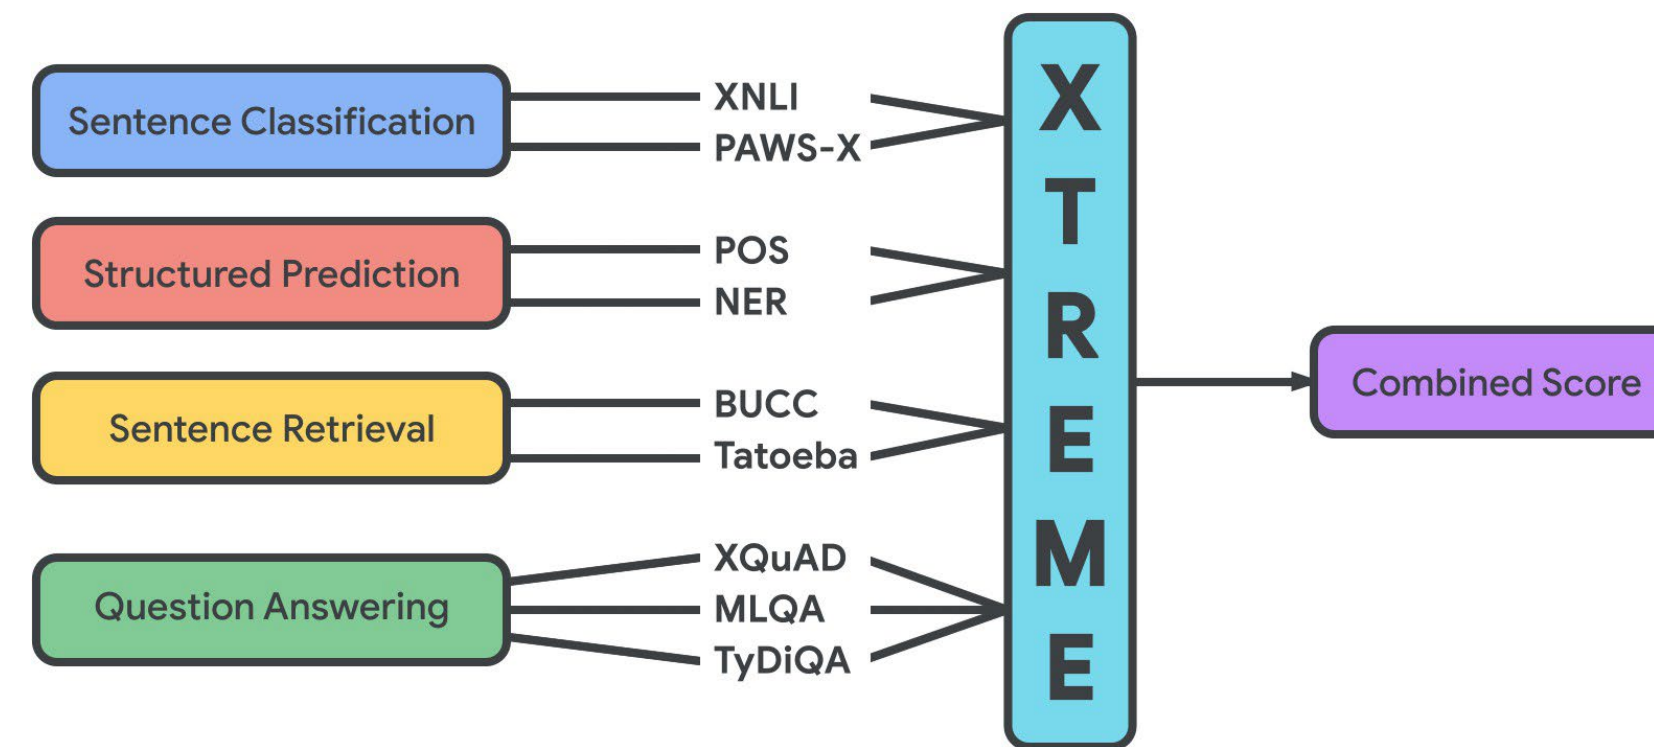 Sentence Classification
XNLI
PAWS-X
Structured Prediction
POS
NER
Sentence Retrieval
BUCC
Tatoeba
Question Answering
XQuAD
MLQA
TyDiQA
XTREME
Combined Score